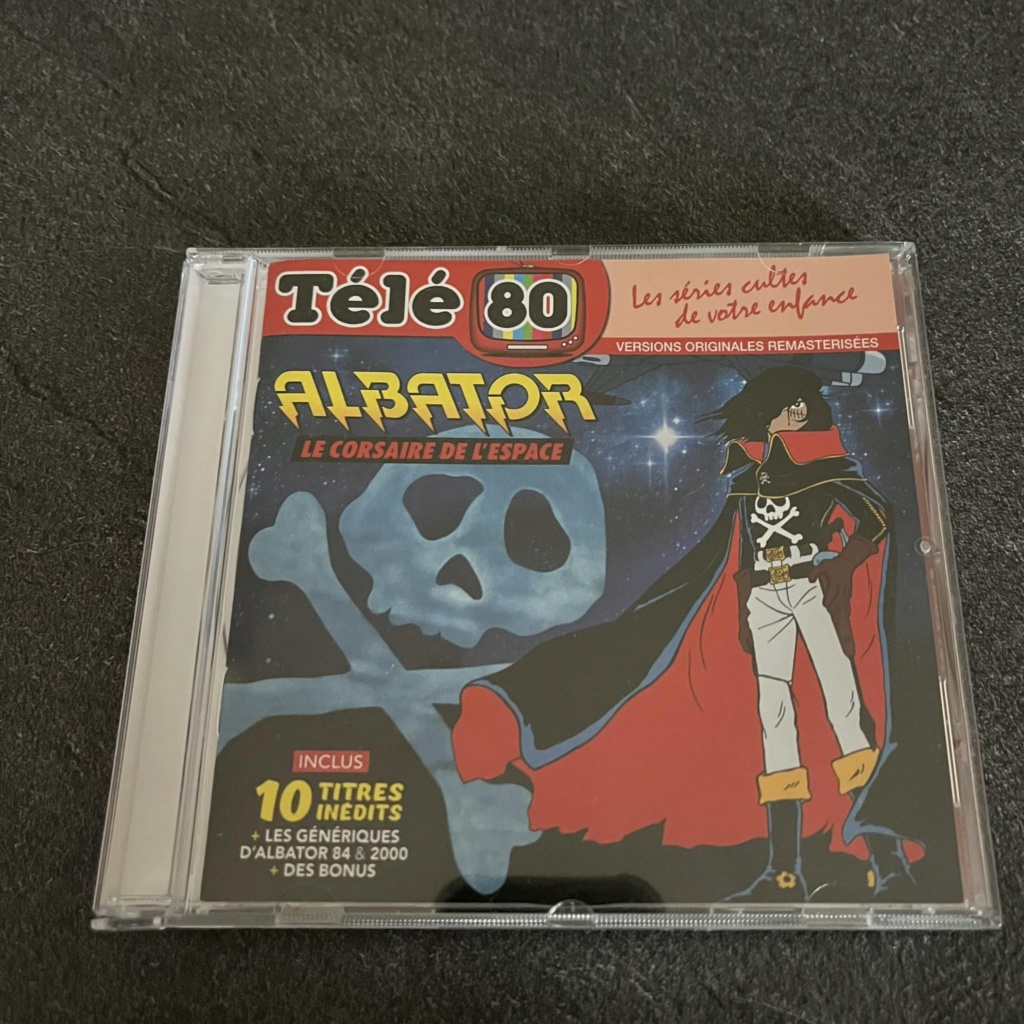 Télé 80
Les séries cultes
de votre enfance
VERSIONS ORIGINALES REMASTERISÉES
ALBATOR
LE CORSAIRE DE L'ESPACE
INCLUS
10 TITRES
INÉDITS
+ LES GÉNÉRIQUES
D'ALBATOR 84 & 2000
+ DES BONUS